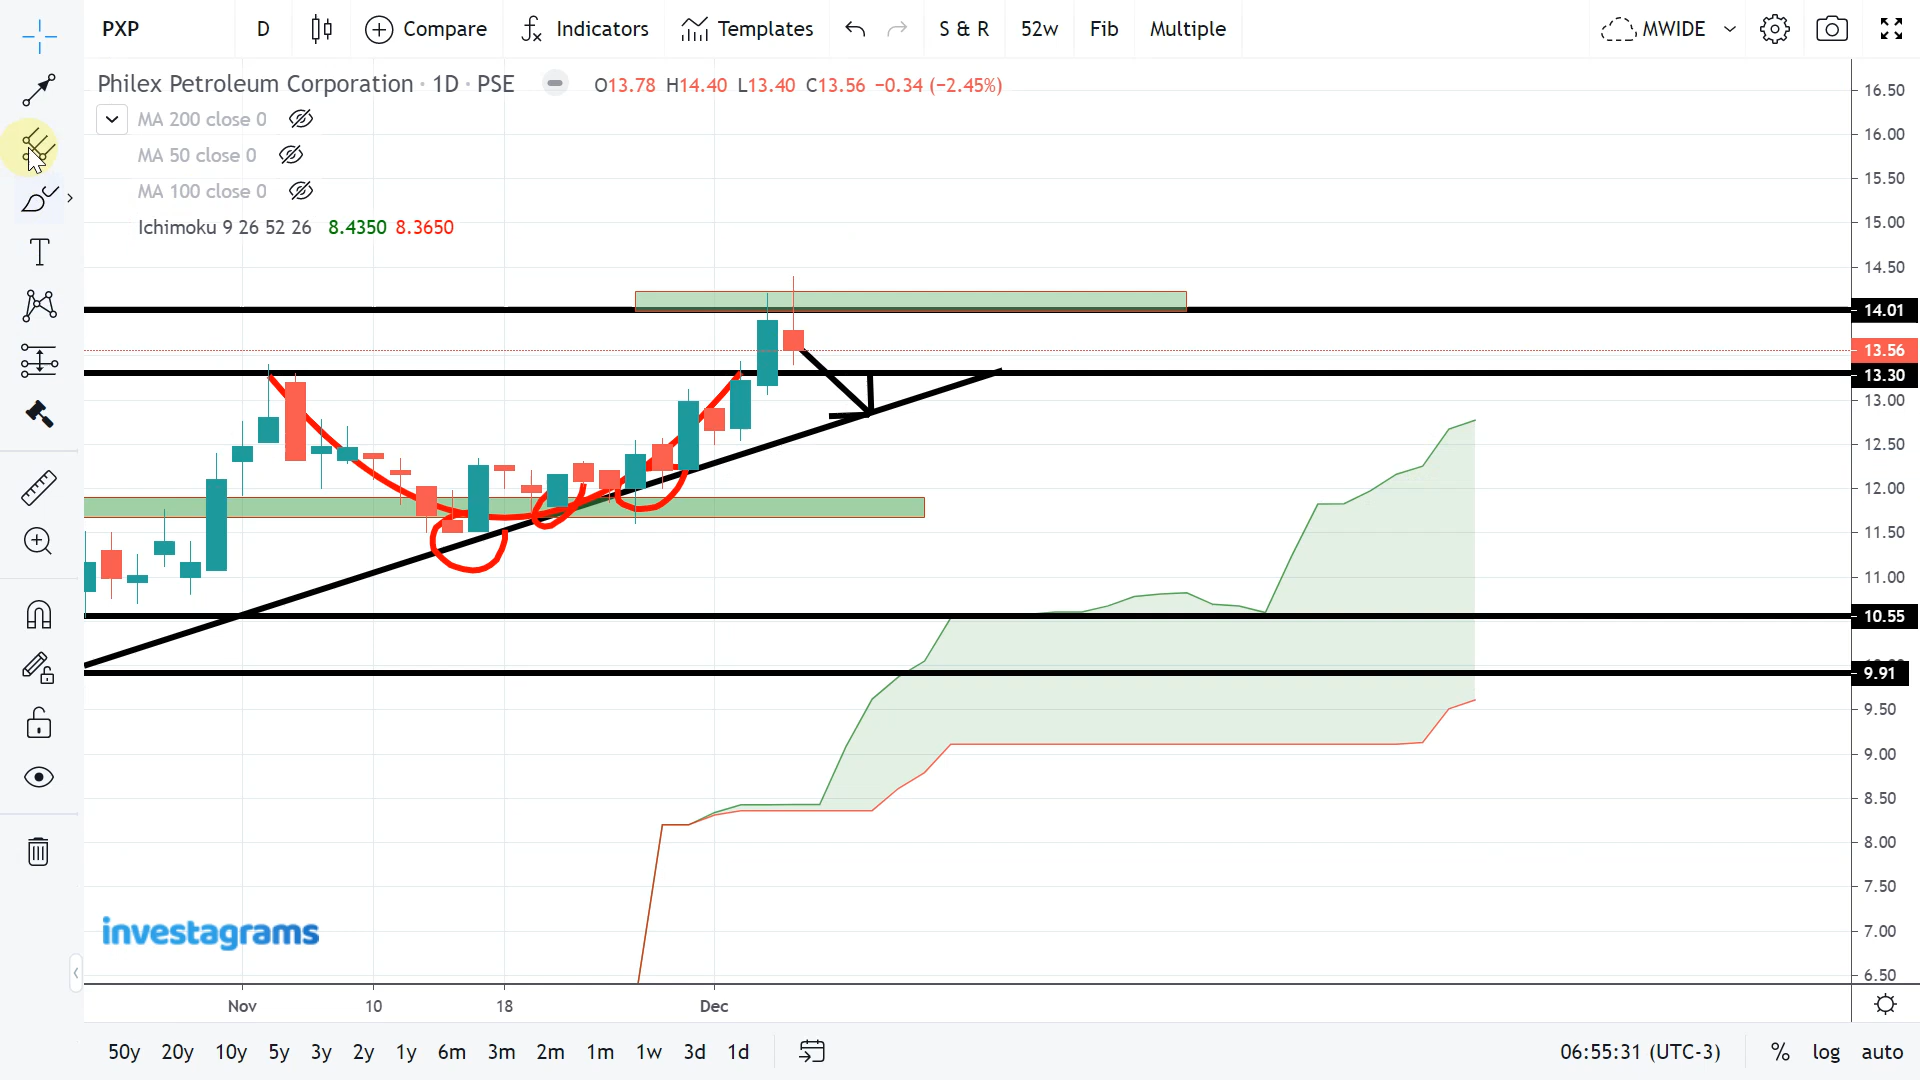 PXP D Compare Indicators Templates S & R 52w Fib Multiple MWIDE
Philex Petroleum Corporation · 1D · PSE O13.78 H14.40 L13.40 C13.56 −0.34 (−2.45%)
MA 200 close 0
MA 50 close 0
MA 100 close 0
Ichimoku 9 26 52 26 8.4350 8.3650
16.50
16.00
15.50
15.00
14.50
14.01
13.56
13.30
13.00
12.50
12.00
11.50
11.00
10.55
9.91
9.50
9.00
8.50
8.00
7.50
7.00
6.50
investagrams
Nov 10 18 Dec
50y 20y 10y 5y 3y 2y 1y 6m 3m 2m 1m 1w 3d 1d 06:55:31 (UTC-3) % log auto